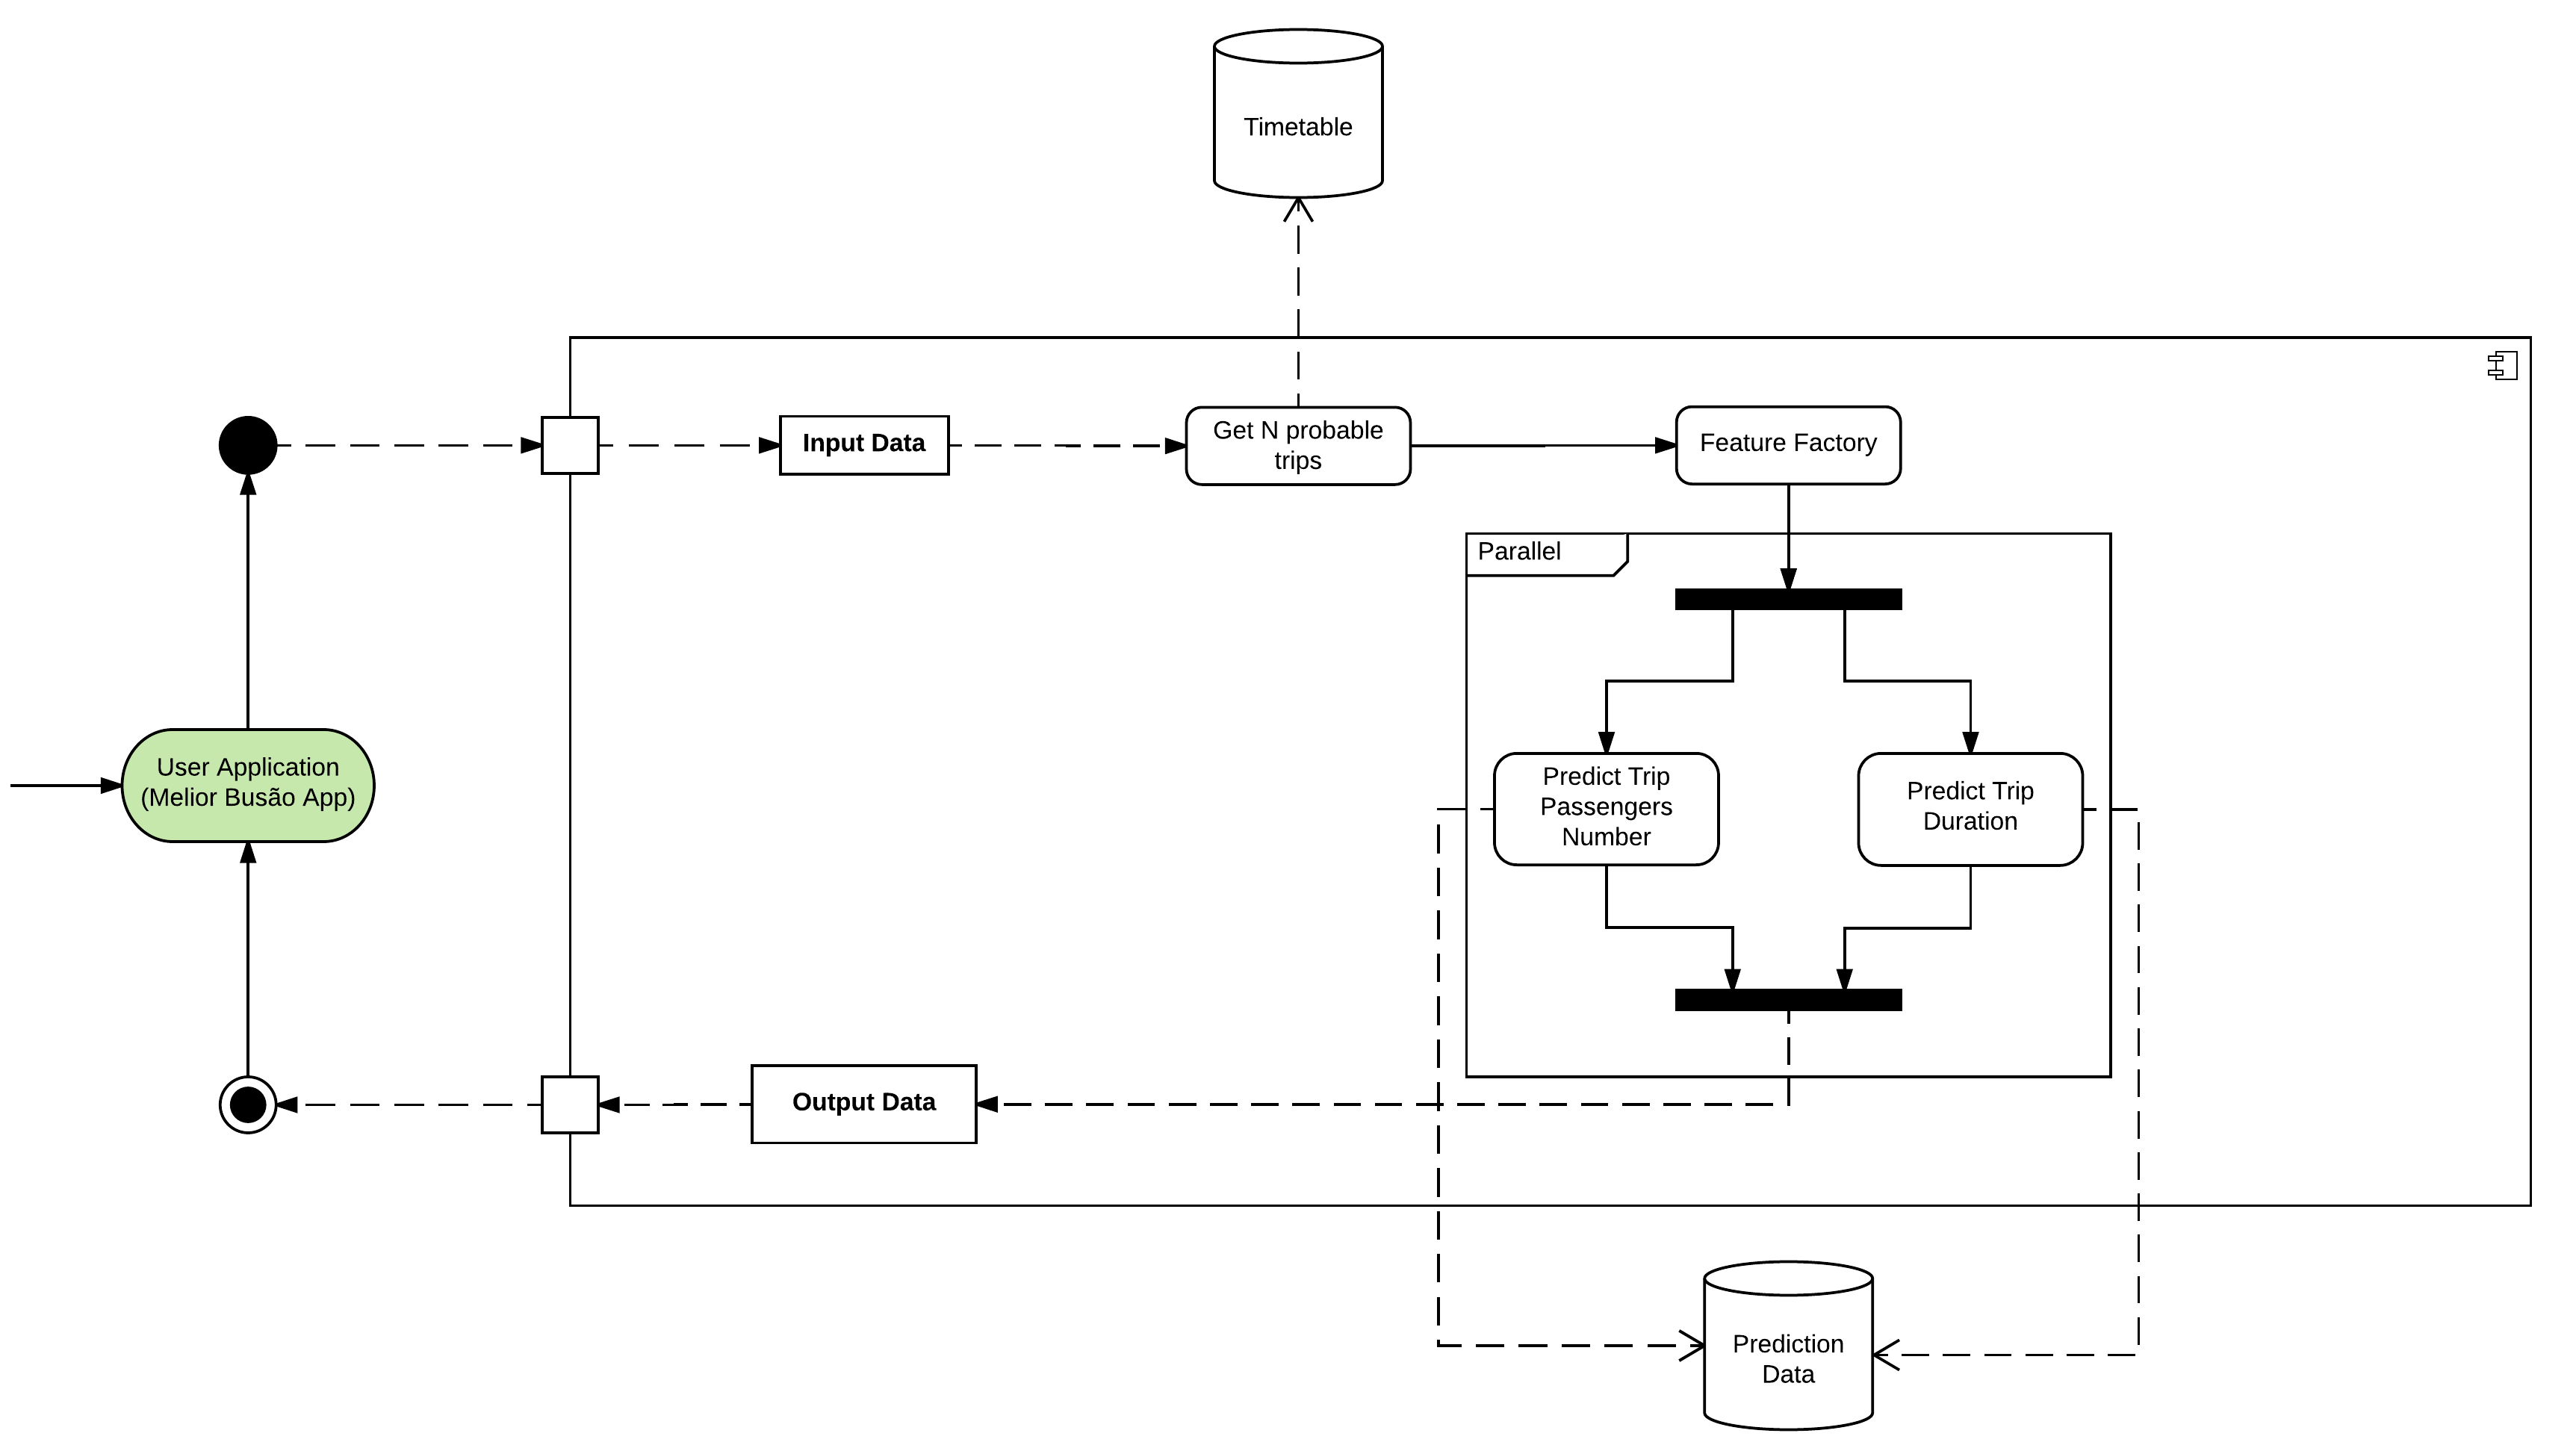 Timetable
Input Data
Get N probable
trips
Feature Factory
Parallel
User Application
(Melior Busão App)
Predict Trip
Passengers
Number
Predict Trip
Duration
Output Data
Prediction
Data